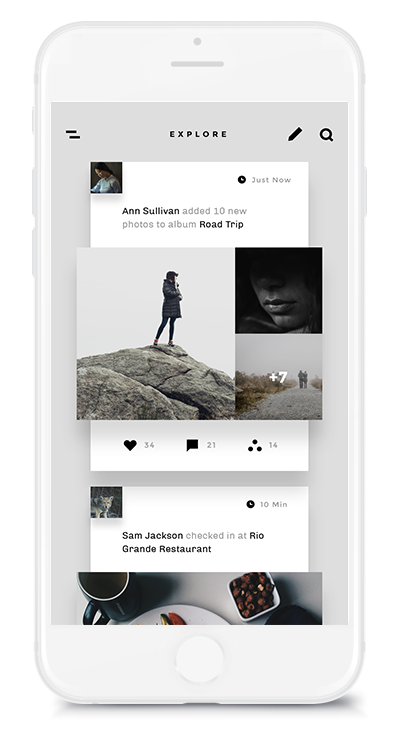 EXPLORE
Just Now
Ann Sullivan added 10 new
photos to album Road Trip
+7
34 21 14
10 Min
Sam Jackson checked in at Rio
Grande Restaurant